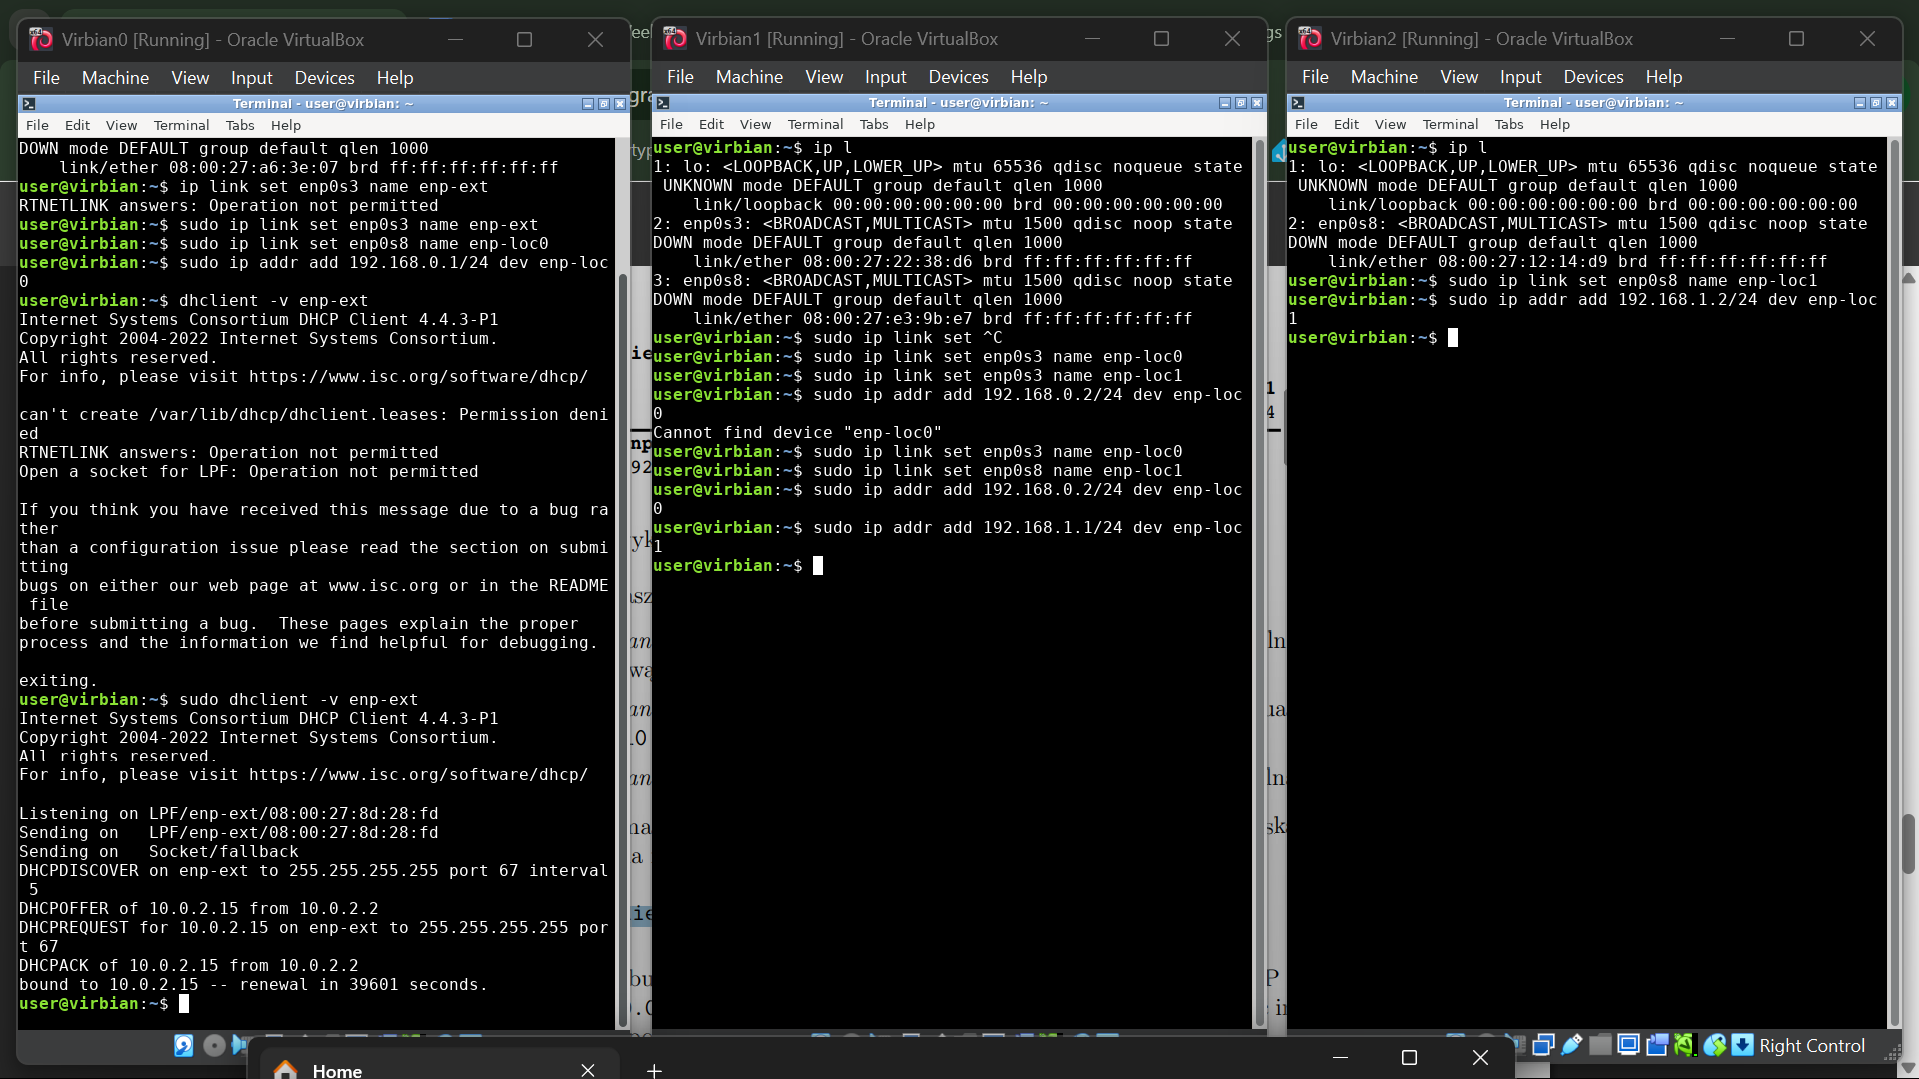 Virbian0 [Running] - Oracle VirtualBox
File Machine View Input Devices Help
Terminal - user@virbian: ~
File Edit View Terminal Tabs Help
DOWN mode DEFAULT group default qlen 1000
    link/ether 08:00:27:a6:3e:07 brd ff:ff:ff:ff:ff:ff
user@virbian:~$ ip link set enp0s3 name enp-ext
RTNETLINK answers: Operation not permitted
user@virbian:~$ sudo ip link set enp0s3 name enp-ext
user@virbian:~$ sudo ip link set enp0s8 name enp-loc0
user@virbian:~$ sudo ip addr add 192.168.0.1/24 dev enp-loc
0
user@virbian:~$ dhclient -v enp-ext
Internet Systems Consortium DHCP Client 4.4.3-P1
Copyright 2004-2022 Internet Systems Consortium.
All rights reserved.
For info, please visit https://www.isc.org/software/dhcp/

can't create /var/lib/dhcp/dhclient.leases: Permission deni
ed
RTNETLINK answers: Operation not permitted
Open a socket for LPF: Operation not permitted

If you think you have received this message due to a bug ra
ther
than a configuration issue please read the section on submi
tting
bugs on either our web page at www.isc.org or in the README
 file
before submitting a bug.  These pages explain the proper
process and the information we find helpful for debugging.

exiting.
user@virbian:~$ sudo dhclient -v enp-ext
Internet Systems Consortium DHCP Client 4.4.3-P1
Copyright 2004-2022 Internet Systems Consortium.
All rights reserved.
For info, please visit https://www.isc.org/software/dhcp/

Listening on LPF/enp-ext/08:00:27:8d:28:fd
Sending on   LPF/enp-ext/08:00:27:8d:28:fd
Sending on   Socket/fallback
DHCPDISCOVER on enp-ext to 255.255.255.255 port 67 interval
 5
DHCPOFFER of 10.0.2.15 from 10.0.2.2
DHCPREQUEST for 10.0.2.15 on enp-ext to 255.255.255.255 por
t 67
DHCPACK of 10.0.2.15 from 10.0.2.2
bound to 10.0.2.15 -- renewal in 39601 seconds.
user@virbian:~$
Virbian1 [Running] - Oracle VirtualBox
File Machine View Input Devices Help
Terminal - user@virbian: ~
File Edit View Terminal Tabs Help
user@virbian:~$ ip l
1: lo: <LOOPBACK,UP,LOWER_UP> mtu 65536 qdisc noqueue state
 UNKNOWN mode DEFAULT group default qlen 1000
    link/loopback 00:00:00:00:00:00 brd 00:00:00:00:00:00
2: enp0s3: <BROADCAST,MULTICAST> mtu 1500 qdisc noop state
DOWN mode DEFAULT group default qlen 1000
    link/ether 08:00:27:22:38:d6 brd ff:ff:ff:ff:ff:ff
3: enp0s8: <BROADCAST,MULTICAST> mtu 1500 qdisc noop state
DOWN mode DEFAULT group default qlen 1000
    link/ether 08:00:27:e3:9b:e7 brd ff:ff:ff:ff:ff:ff
user@virbian:~$ sudo ip link set ^C
user@virbian:~$ sudo ip link set enp0s3 name enp-loc0
user@virbian:~$ sudo ip link set enp0s3 name enp-loc1
user@virbian:~$ sudo ip addr add 192.168.0.2/24 dev enp-loc
0
Cannot find device "enp-loc0"
user@virbian:~$ sudo ip link set enp0s3 name enp-loc0
user@virbian:~$ sudo ip link set enp0s8 name enp-loc1
user@virbian:~$ sudo ip addr add 192.168.0.2/24 dev enp-loc
0
user@virbian:~$ sudo ip addr add 192.168.1.1/24 dev enp-loc
1
user@virbian:~$
Virbian2 [Running] - Oracle VirtualBox
File Machine View Input Devices Help
Terminal - user@virbian: ~
File Edit View Terminal Tabs Help
user@virbian:~$ ip l
1: lo: <LOOPBACK,UP,LOWER_UP> mtu 65536 qdisc noqueue state
 UNKNOWN mode DEFAULT group default qlen 1000
    link/loopback 00:00:00:00:00:00 brd 00:00:00:00:00:00
2: enp0s8: <BROADCAST,MULTICAST> mtu 1500 qdisc noop state
DOWN mode DEFAULT group default qlen 1000
    link/ether 08:00:27:12:14:d9 brd ff:ff:ff:ff:ff:ff
user@virbian:~$ sudo ip link set enp0s8 name enp-loc1
user@virbian:~$ sudo ip addr add 192.168.1.2/24 dev enp-loc
1
user@virbian:~$
Right Control
Home